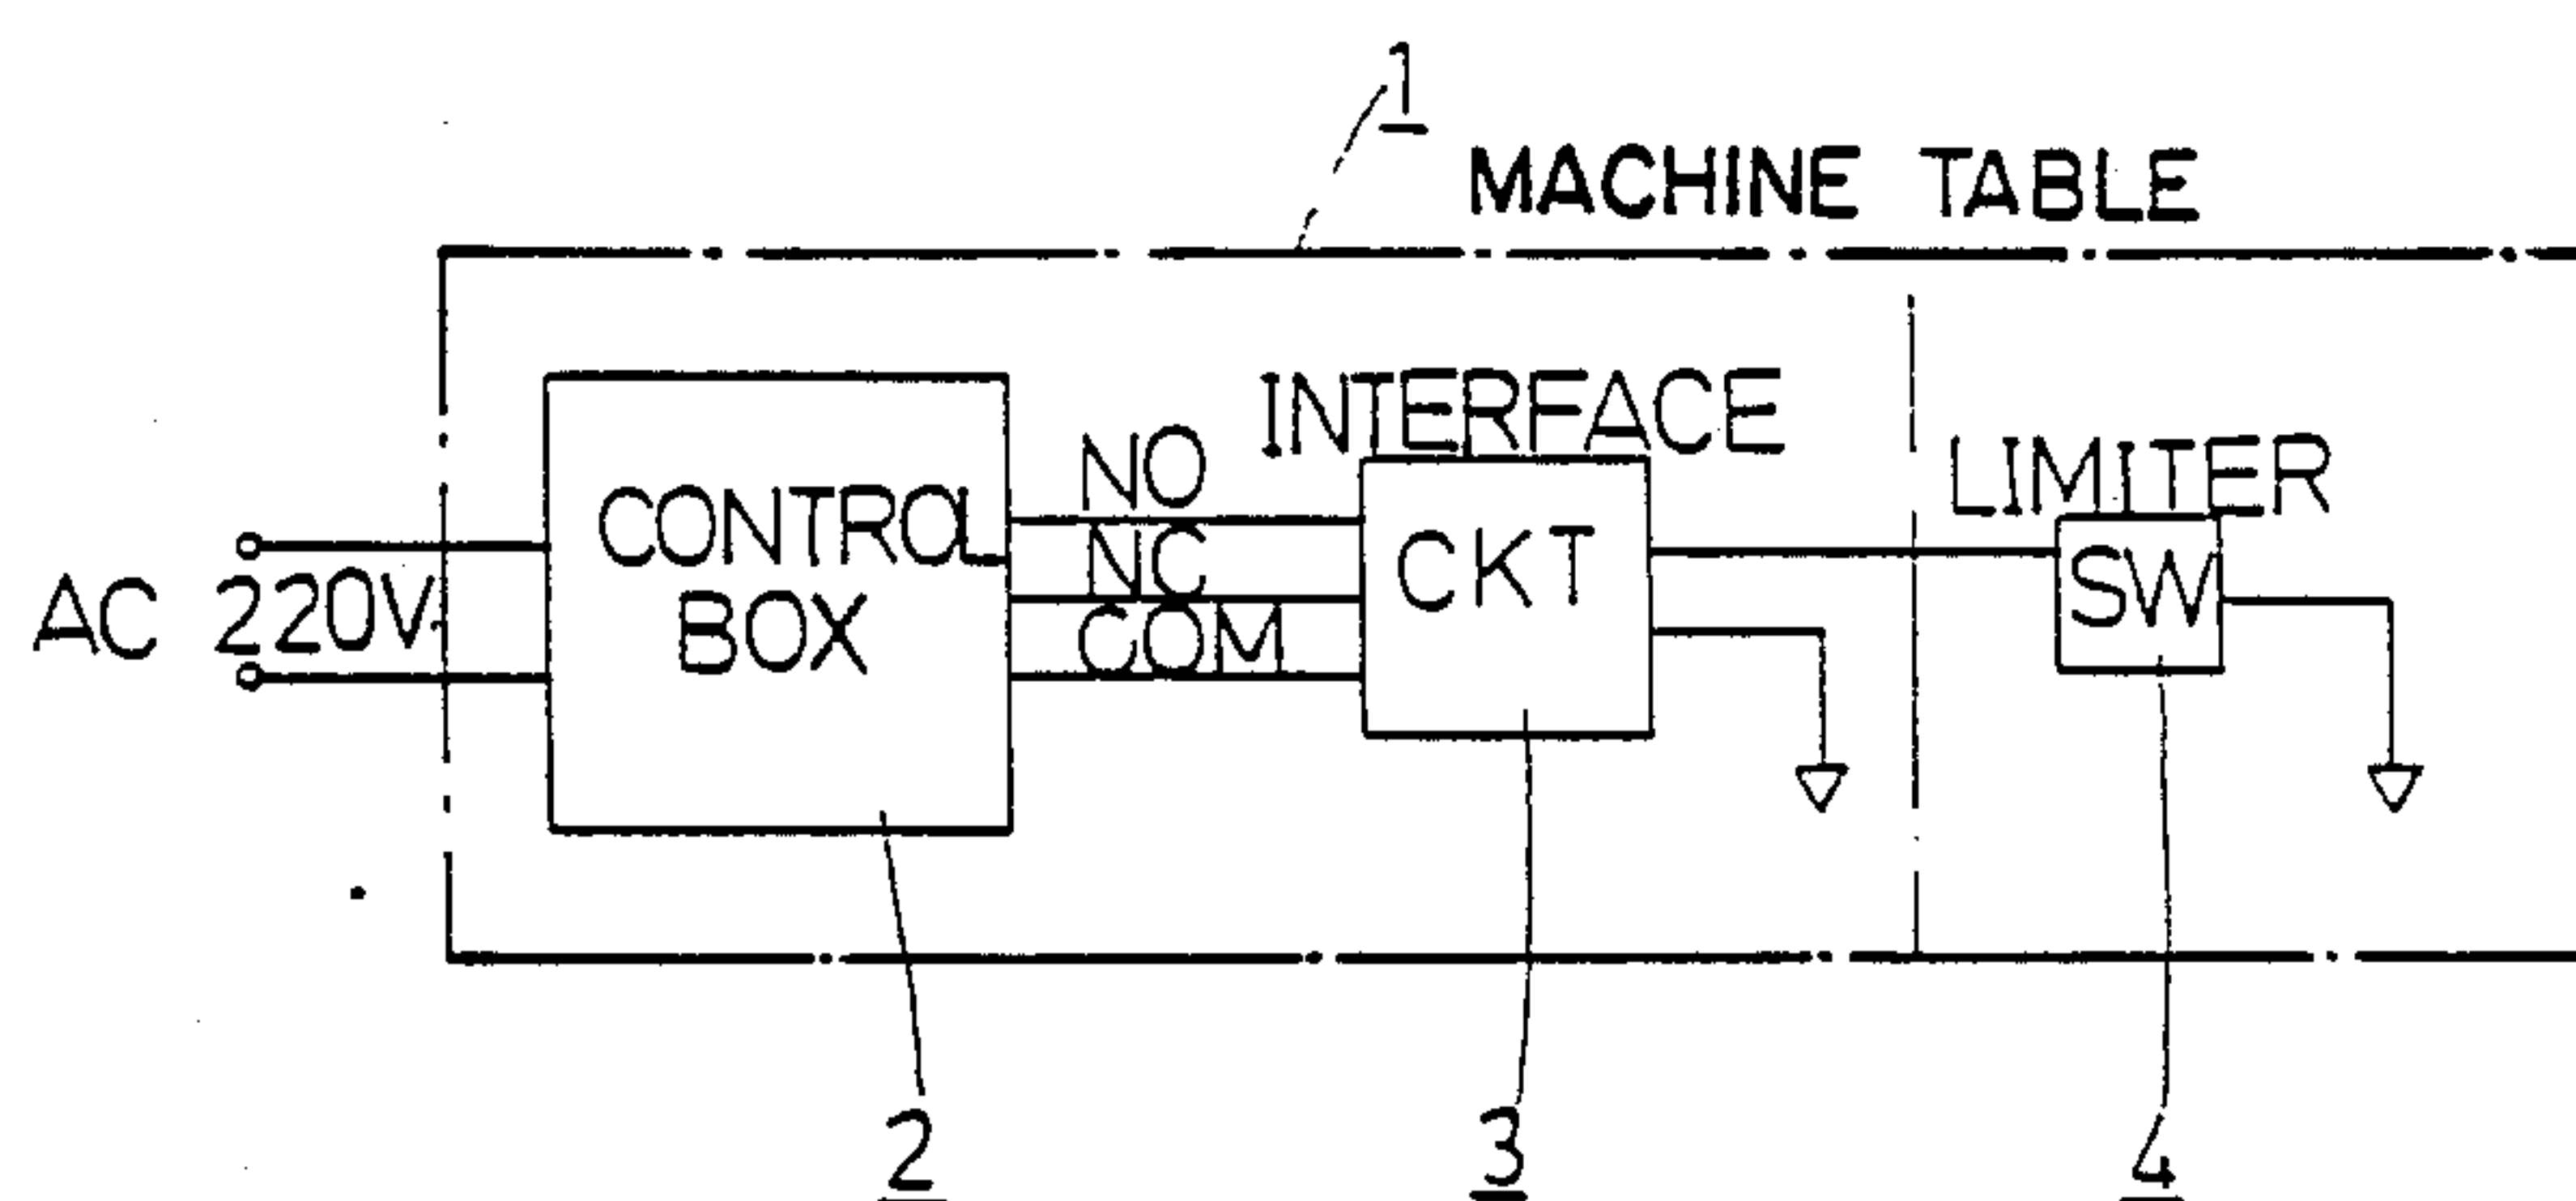 1
MACHINE TABLE
INTERFACE
NO
LIMITER
CONTROL
BOX
NC
CKT
SW
AC 220V
COM
2
3
4